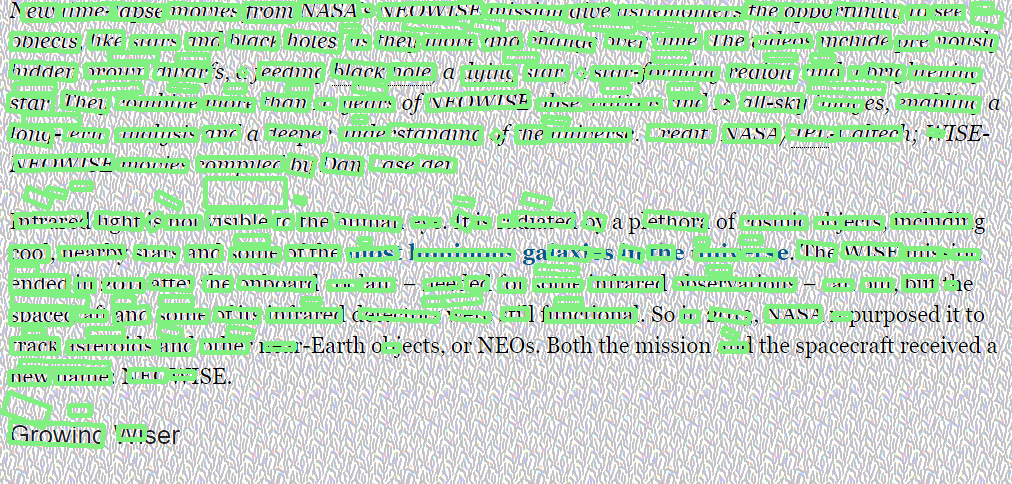 New time-lapse movies from NASA's NEOWISE mission give astronomers the opportunity to see
objects, like stars and black holes, as they move and change over time. The videos include previously
hidden brown dwarfs, a feeding black hole, a dying star, a star-forming region, and a brightening
star. They combine more than 10 years of NEOWISE observations and 18 all-sky images, enabling a
long-term analysis and a deeper understanding of the universe. Credit: NASA/JPL-Caltech; WISE-
NEOWISE movies compiled by Dan Caselden
Infrared light is not visible to the human eye. It is radiated by a plethora of cosmic objects, including
cool, nearby stars and some of the most luminous galaxies in the universe. The WISE mission
ended in 2011 after the onboard coolant – needed for some infrared observations – ran out, but the
spacecraft and some of its infrared detectors were still functional. So in 2013, NASA repurposed it to
track asteroids and other near-Earth objects, or NEOs. Both the mission and the spacecraft received a
new name: NEOWISE.
Growing Wiser